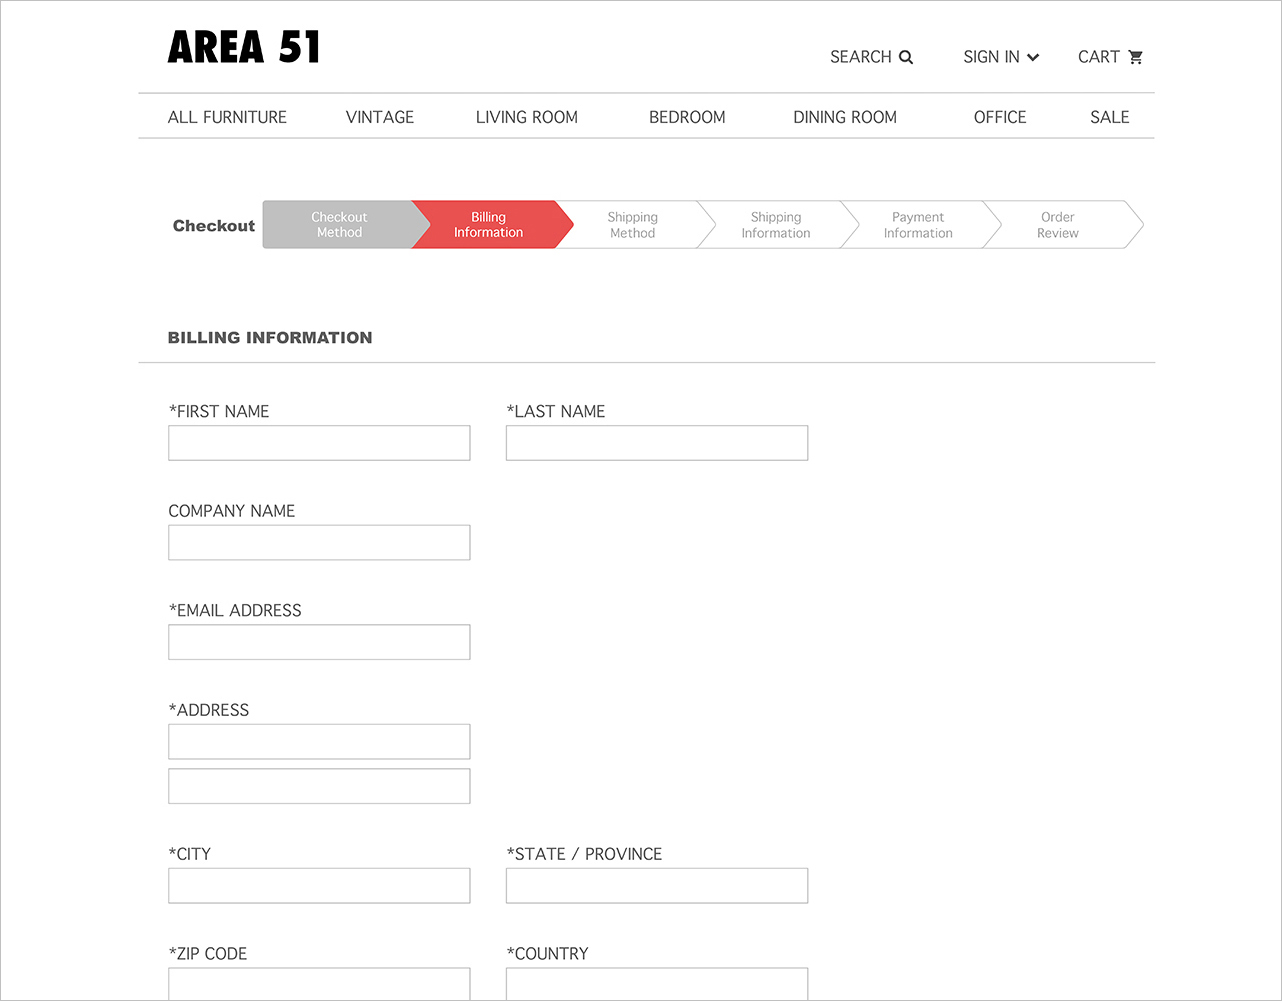 AREA 51
SEARCH SIGN IN CART
ALL FURNITURE VINTAGE LIVING ROOM BEDROOM DINING ROOM OFFICE SALE
Checkout
Checkout
Method
Billing
Information
Shipping
Method
Shipping
Information
Payment
Information
Order
Review
BILLING INFORMATION
*FIRST NAME *LAST NAME
COMPANY NAME
*EMAIL ADDRESS
*ADDRESS
*CITY *STATE / PROVINCE
*ZIP CODE *COUNTRY